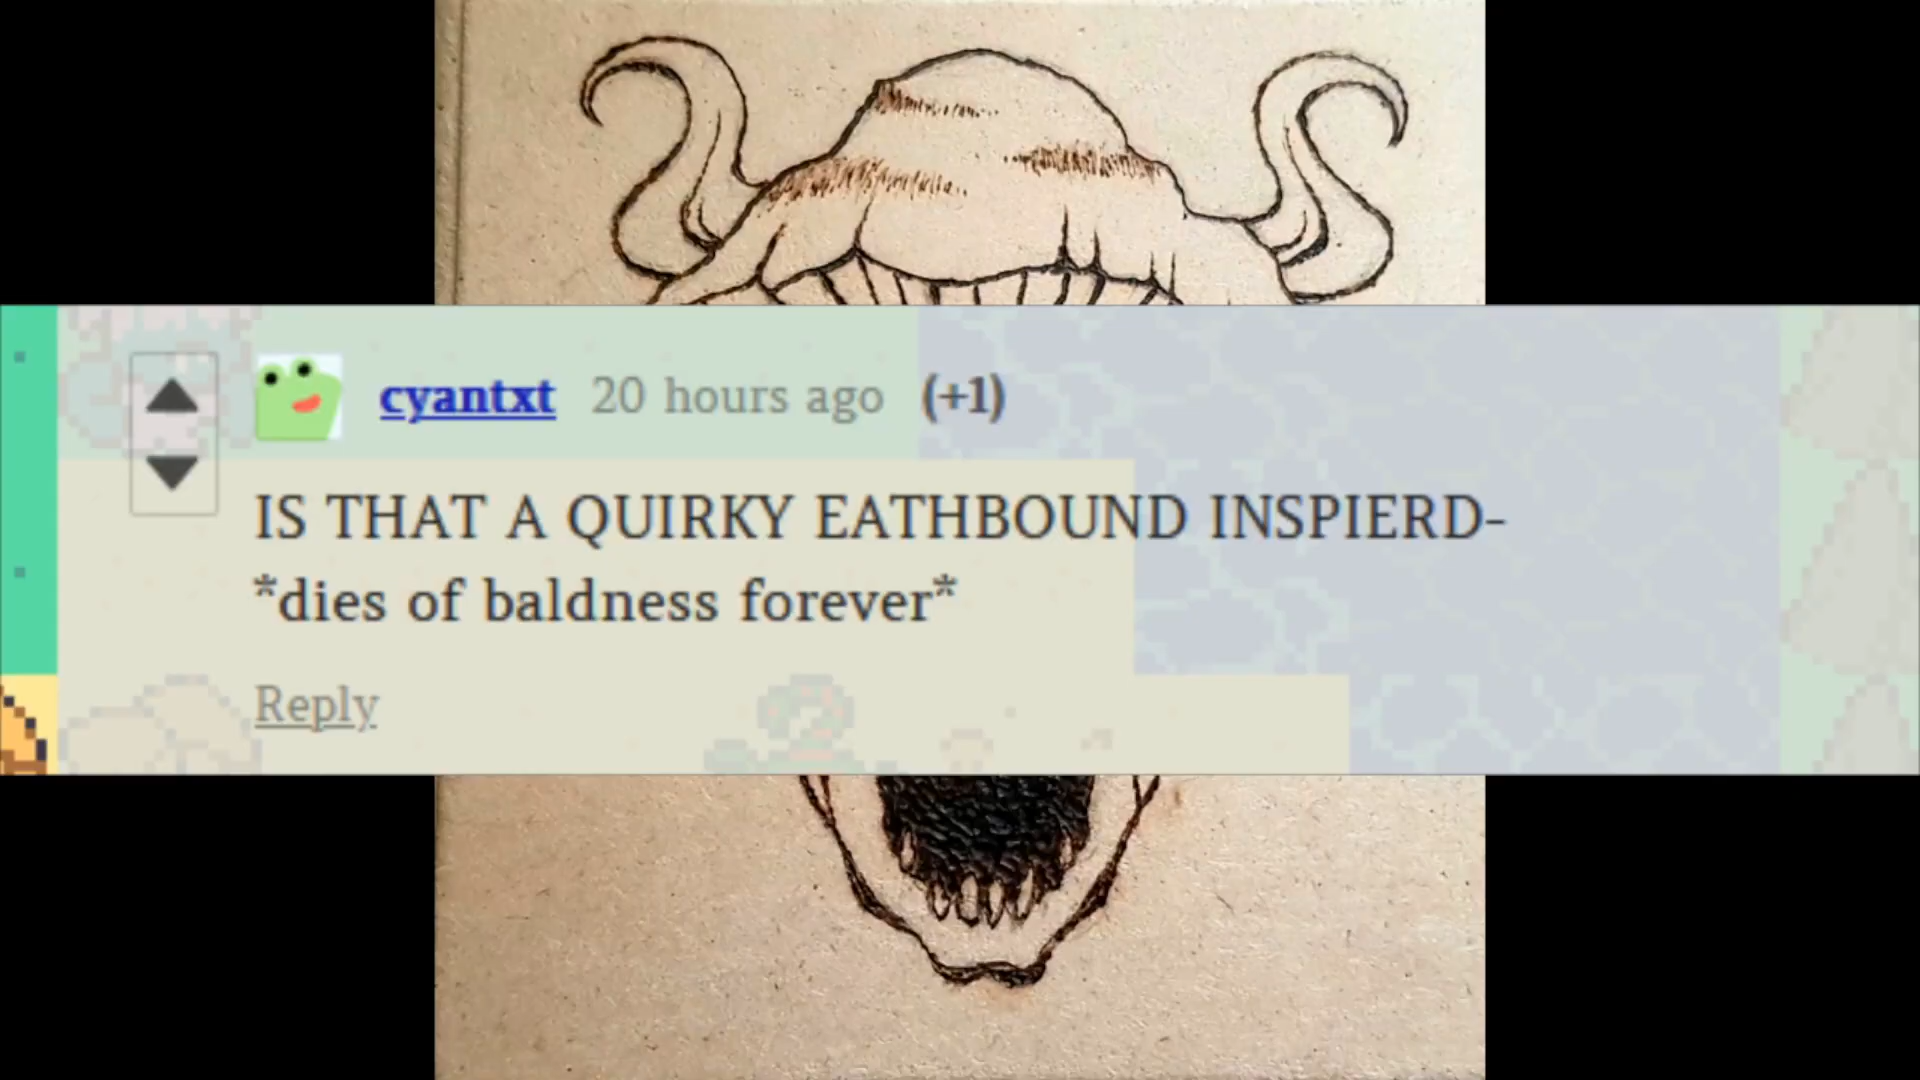 cyantxt 20 hours ago (+1)
IS THAT A QUIRKY EATHBOUND INSPIERD-
*dies of baldness forever*
Reply